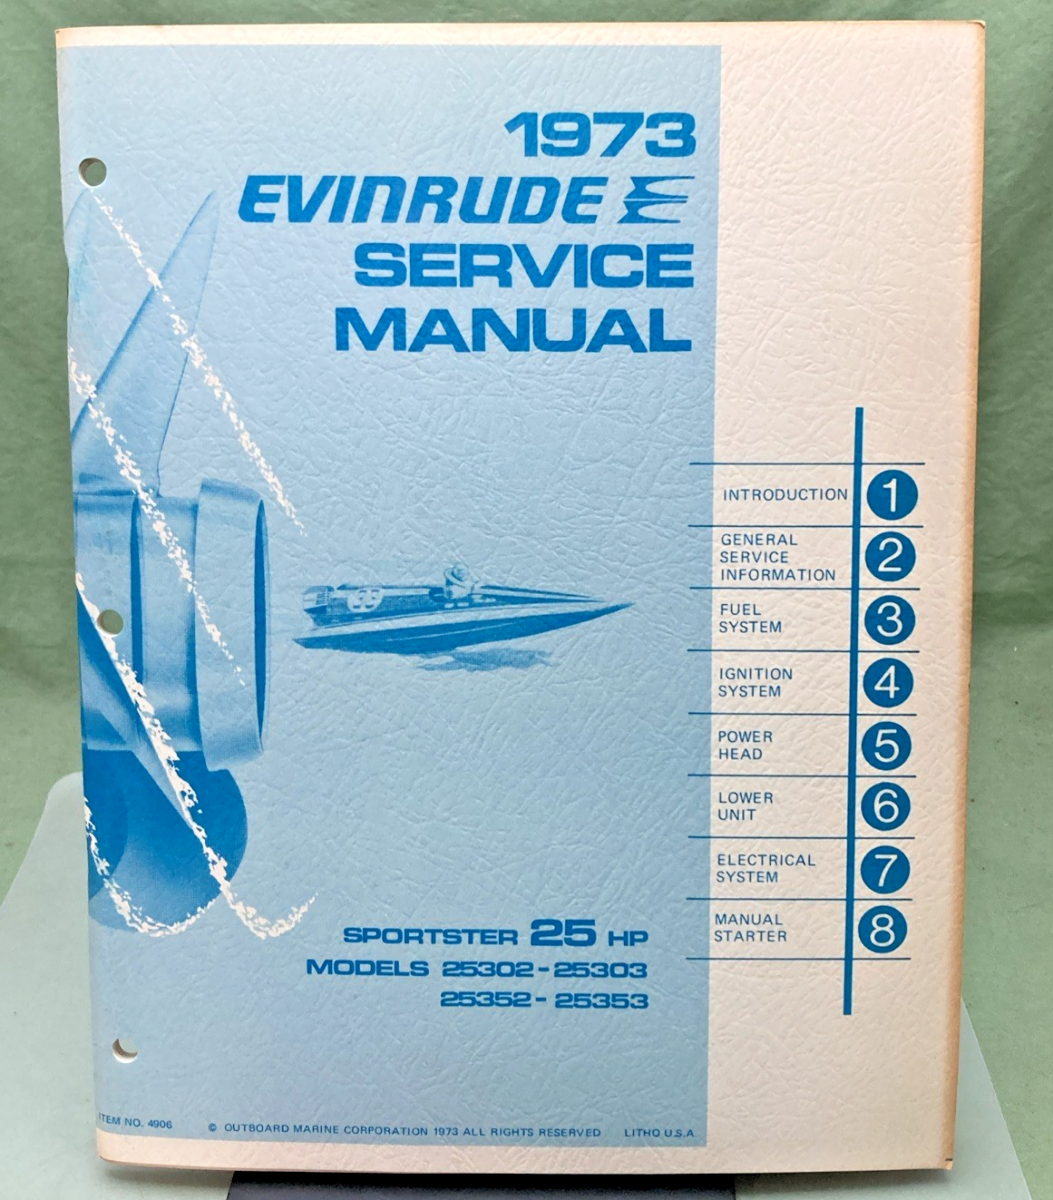 1973
EVINRUDE
SERVICE
MANUAL
INTRODUCTION 1
GENERAL
SERVICE
INFORMATION 2
FUEL
SYSTEM 3
IGNITION
SYSTEM 4
POWER
HEAD 5
LOWER
UNIT 6
ELECTRICAL
SYSTEM 7
MANUAL
STARTER 8
SPORTSTER 25 HP
MODELS 25302-25303
25352-25353
ITEM NO. 4906
© OUTBOARD MARINE CORPORATION 1973 ALL RIGHTS RESERVED LITHO U.S.A.